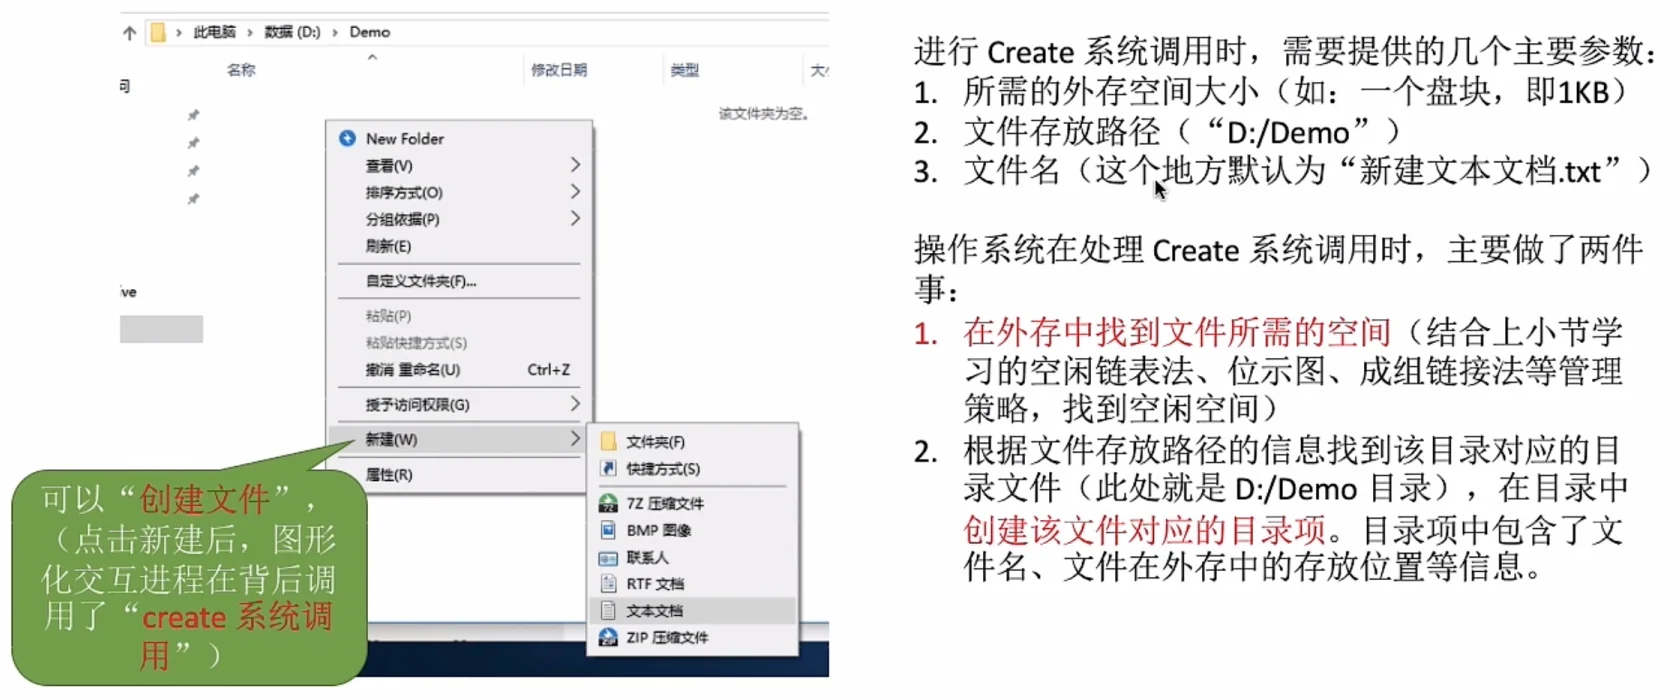 此电脑 › 数据 (D:) › Demo
名称 修改日期 类型
该文件夹为空。
New Folder
查看(V)
排序方式(O)
分组依据(P)
刷新(E)
自定义文件夹(F)...
粘贴(P)
粘贴快捷方式(S)
撤消 重命名(U) Ctrl+Z
授予访问权限(G)
新建(W)
属性(R)
文件夹(F)
快捷方式(S)
7Z 压缩文件
BMP 图像
联系人
RTF 文档
文本文档
ZIP 压缩文件
可以“创建文件”，
（点击新建后，图形
化交互进程在背后调
用了“create 系统调
用”）
进行 Create 系统调用时，需要提供的几个主要参数：
1. 所需的外存空间大小（如：一个盘块，即1KB）
2. 文件存放路径（“D:/Demo”）
3. 文件名（这个地方默认为“新建文本文档.txt”）
操作系统在处理 Create 系统调用时，主要做了两件
事：
1. 在外存中找到文件所需的空间（结合上小节学
习的空闲链表法、位示图、成组链接法等管理
策略，找到空闲空间）
2. 根据文件存放路径的信息找到该目录对应的目
录文件（此处就是 D:/Demo 目录），在目录中
创建该文件对应的目录项。目录项中包含了文
件名、文件在外存中的存放位置等信息。